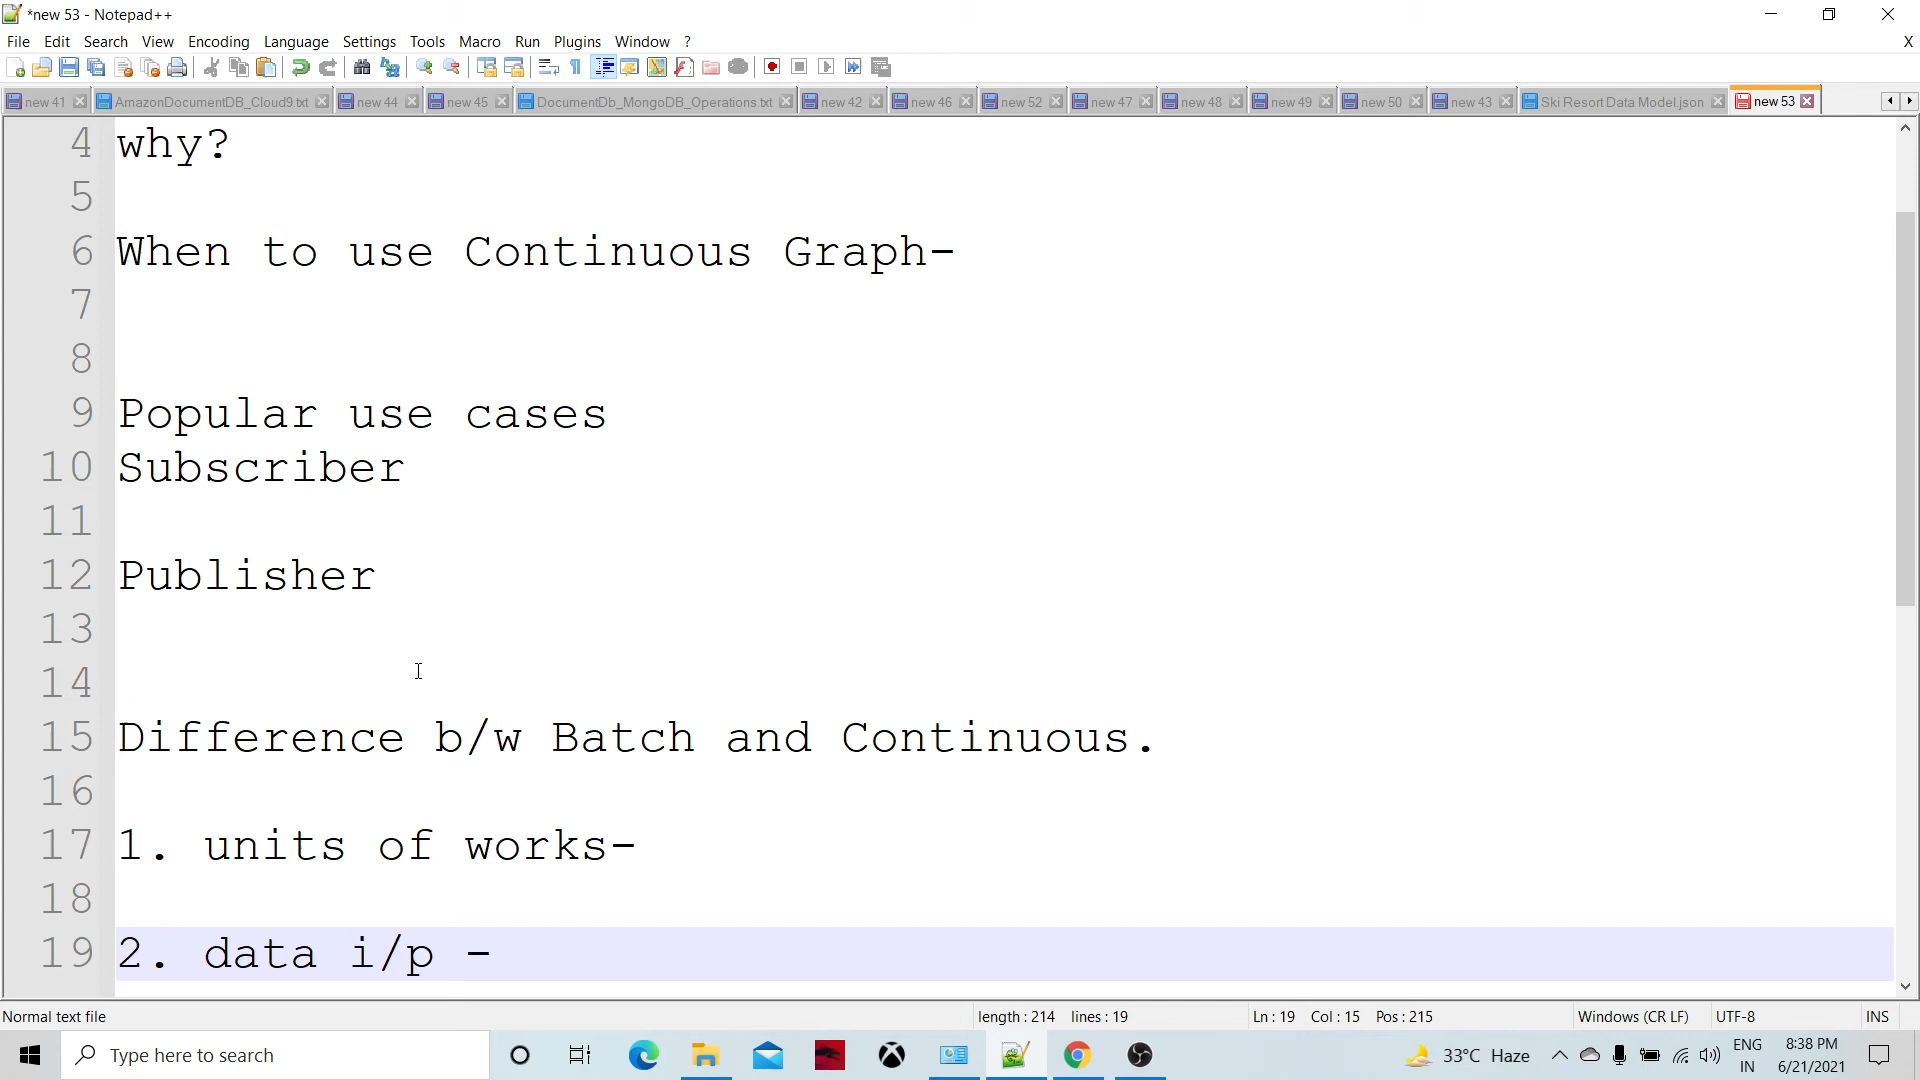 *new 53 - Notepad++
File Edit Search View Encoding Language Settings Tools Macro Run Plugins Window ? X
new 41 AmazonDocumentDB_Cloud9.txt new 44 new 45 DocumentDb_MongoDB_Operations.txt new 42 new 46 new 52 new 47 new 48 new 49 new 50 new 43 Ski Resort Data Model.json new 53
4 why?
5
6 When to use Continuous Graph-
7
8
9 Popular use cases
10 Subscriber
11
12 Publisher
13
14
15 Difference b/w Batch and Continuous.
16
17 1. units of works-
18
19 2. data i/p -
Normal text file length : 214 lines : 19 Ln : 19 Col : 15 Pos : 215 Windows (CR LF) UTF-8 INS
Type here to search 33°C Haze ENG IN 8:38 PM 6/21/2021